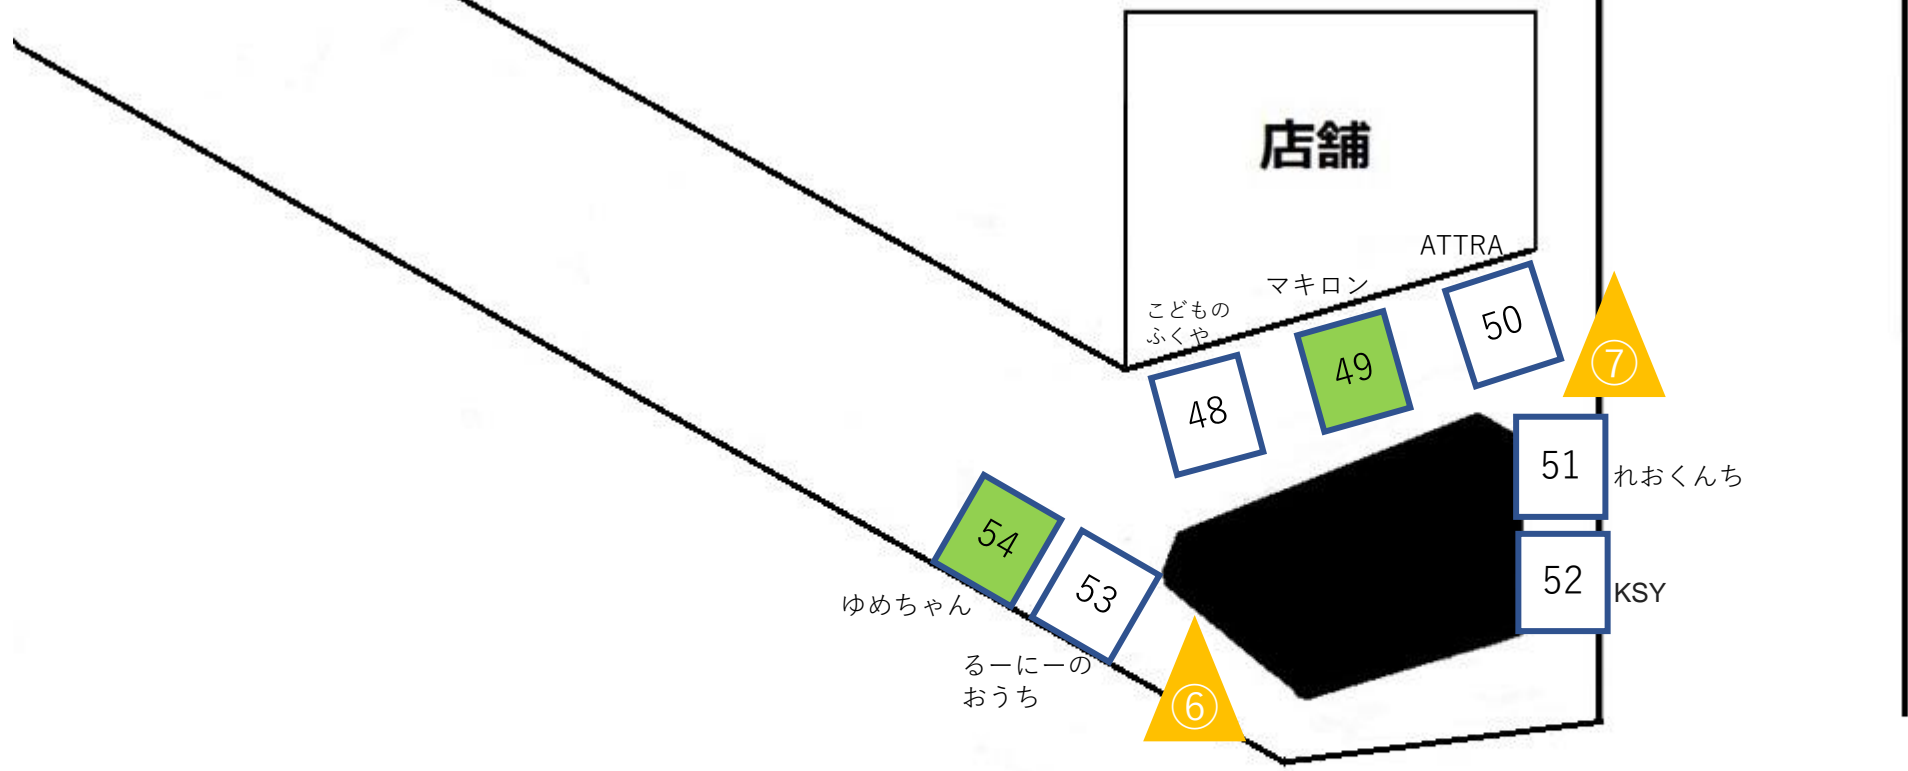 店舗
ATTRA
マキロン
こどもの
ふくや
50
49
48
⑦
51
れおくんち
54
53
52
KSY
ゆめちゃん
るーにーの
おうち
⑥